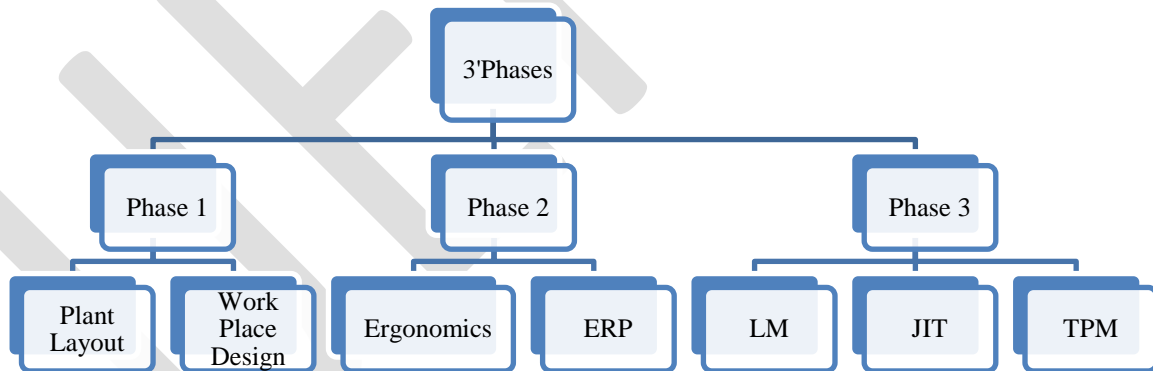 3'Phases
Phase 1
Phase 2
Phase 3
Plant
Layout
Work
Place
Design
Ergonomics
ERP
LM
JIT
TPM